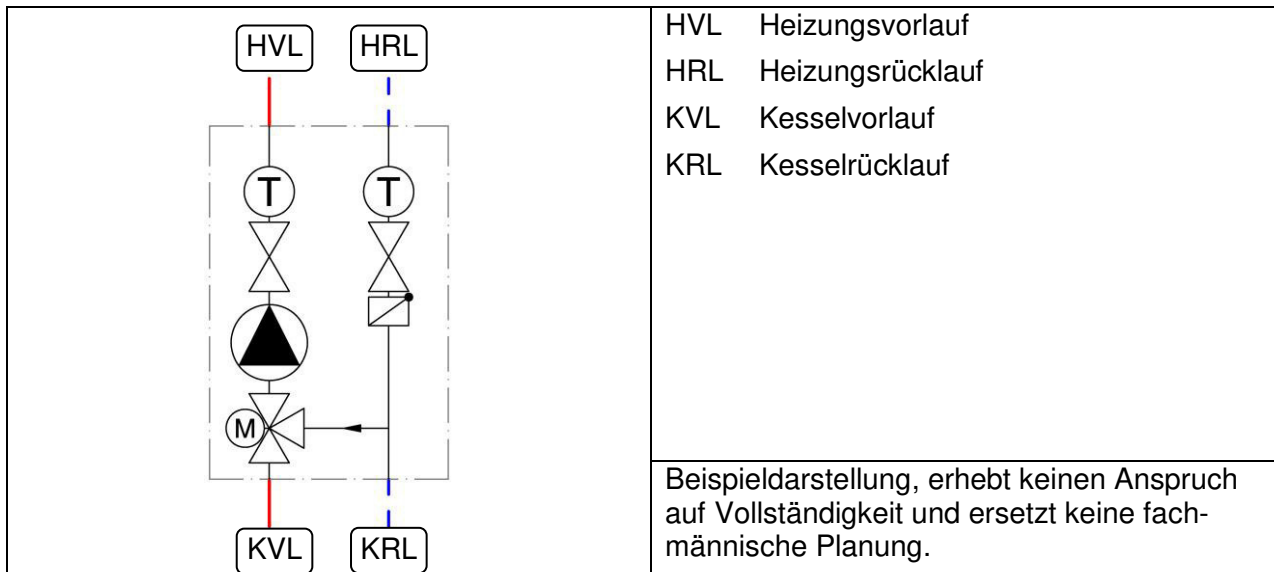 HVL HRL
T T
M
KVL KRL
HVL Heizungsvorlauf
HRL Heizungsrücklauf
KVL Kesselvorlauf
KRL Kesselrücklauf
Beispieldarstellung, erhebt keinen Anspruch
auf Vollständigkeit und ersetzt keine fach-
männische Planung.